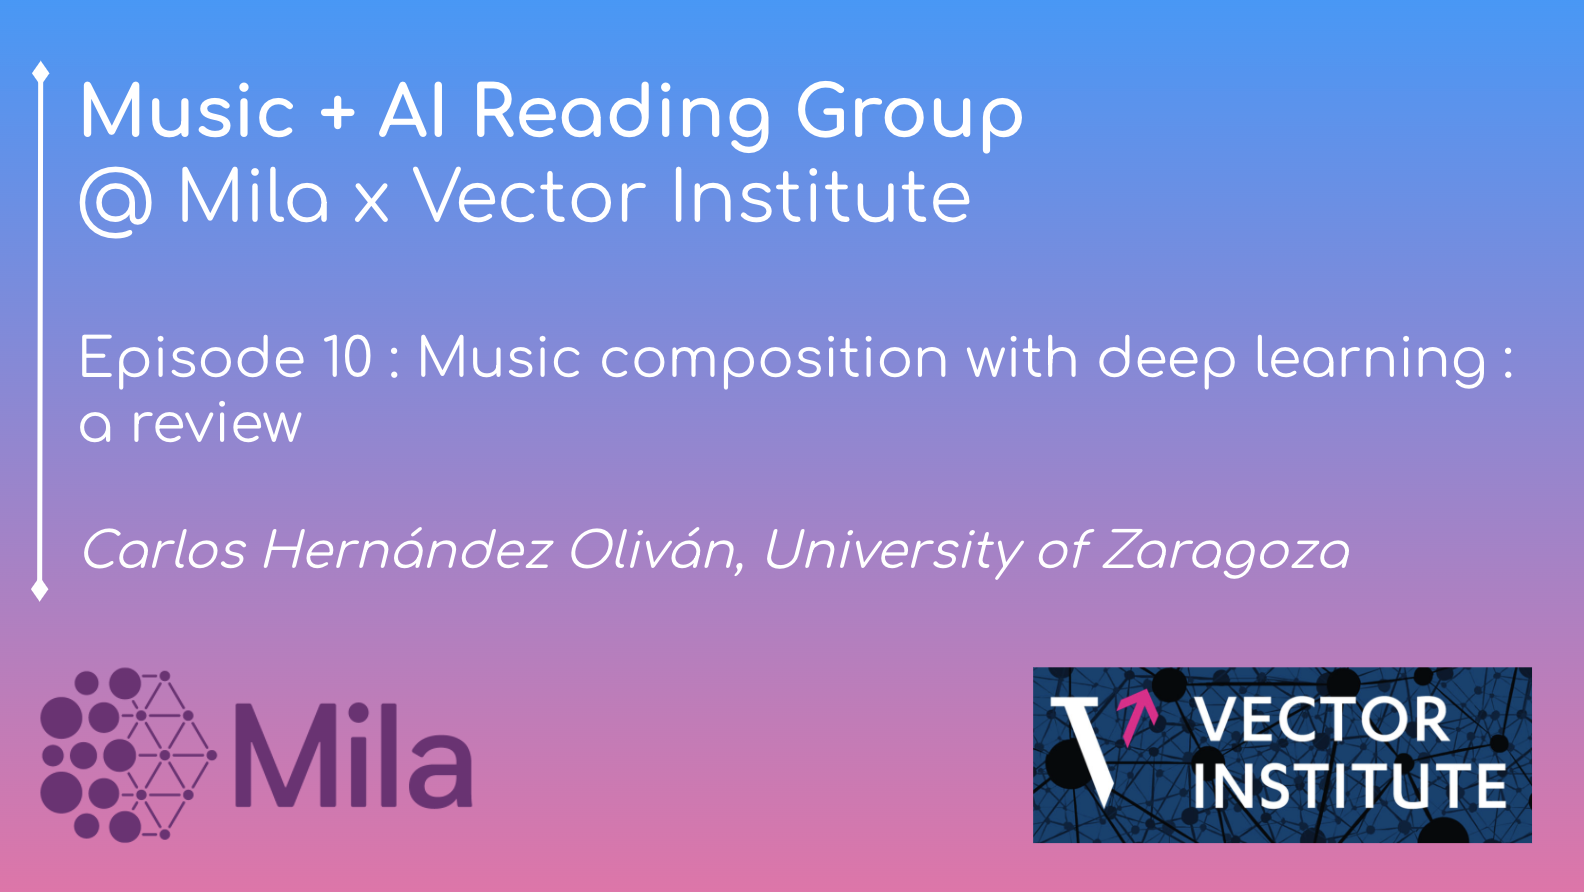 Music + AI Reading Group
@ Mila x Vector Institute
Episode 10 : Music composition with deep learning :
a review
Carlos Hernández Oliván, University of Zaragoza
Mila
VECTOR
INSTITUTE